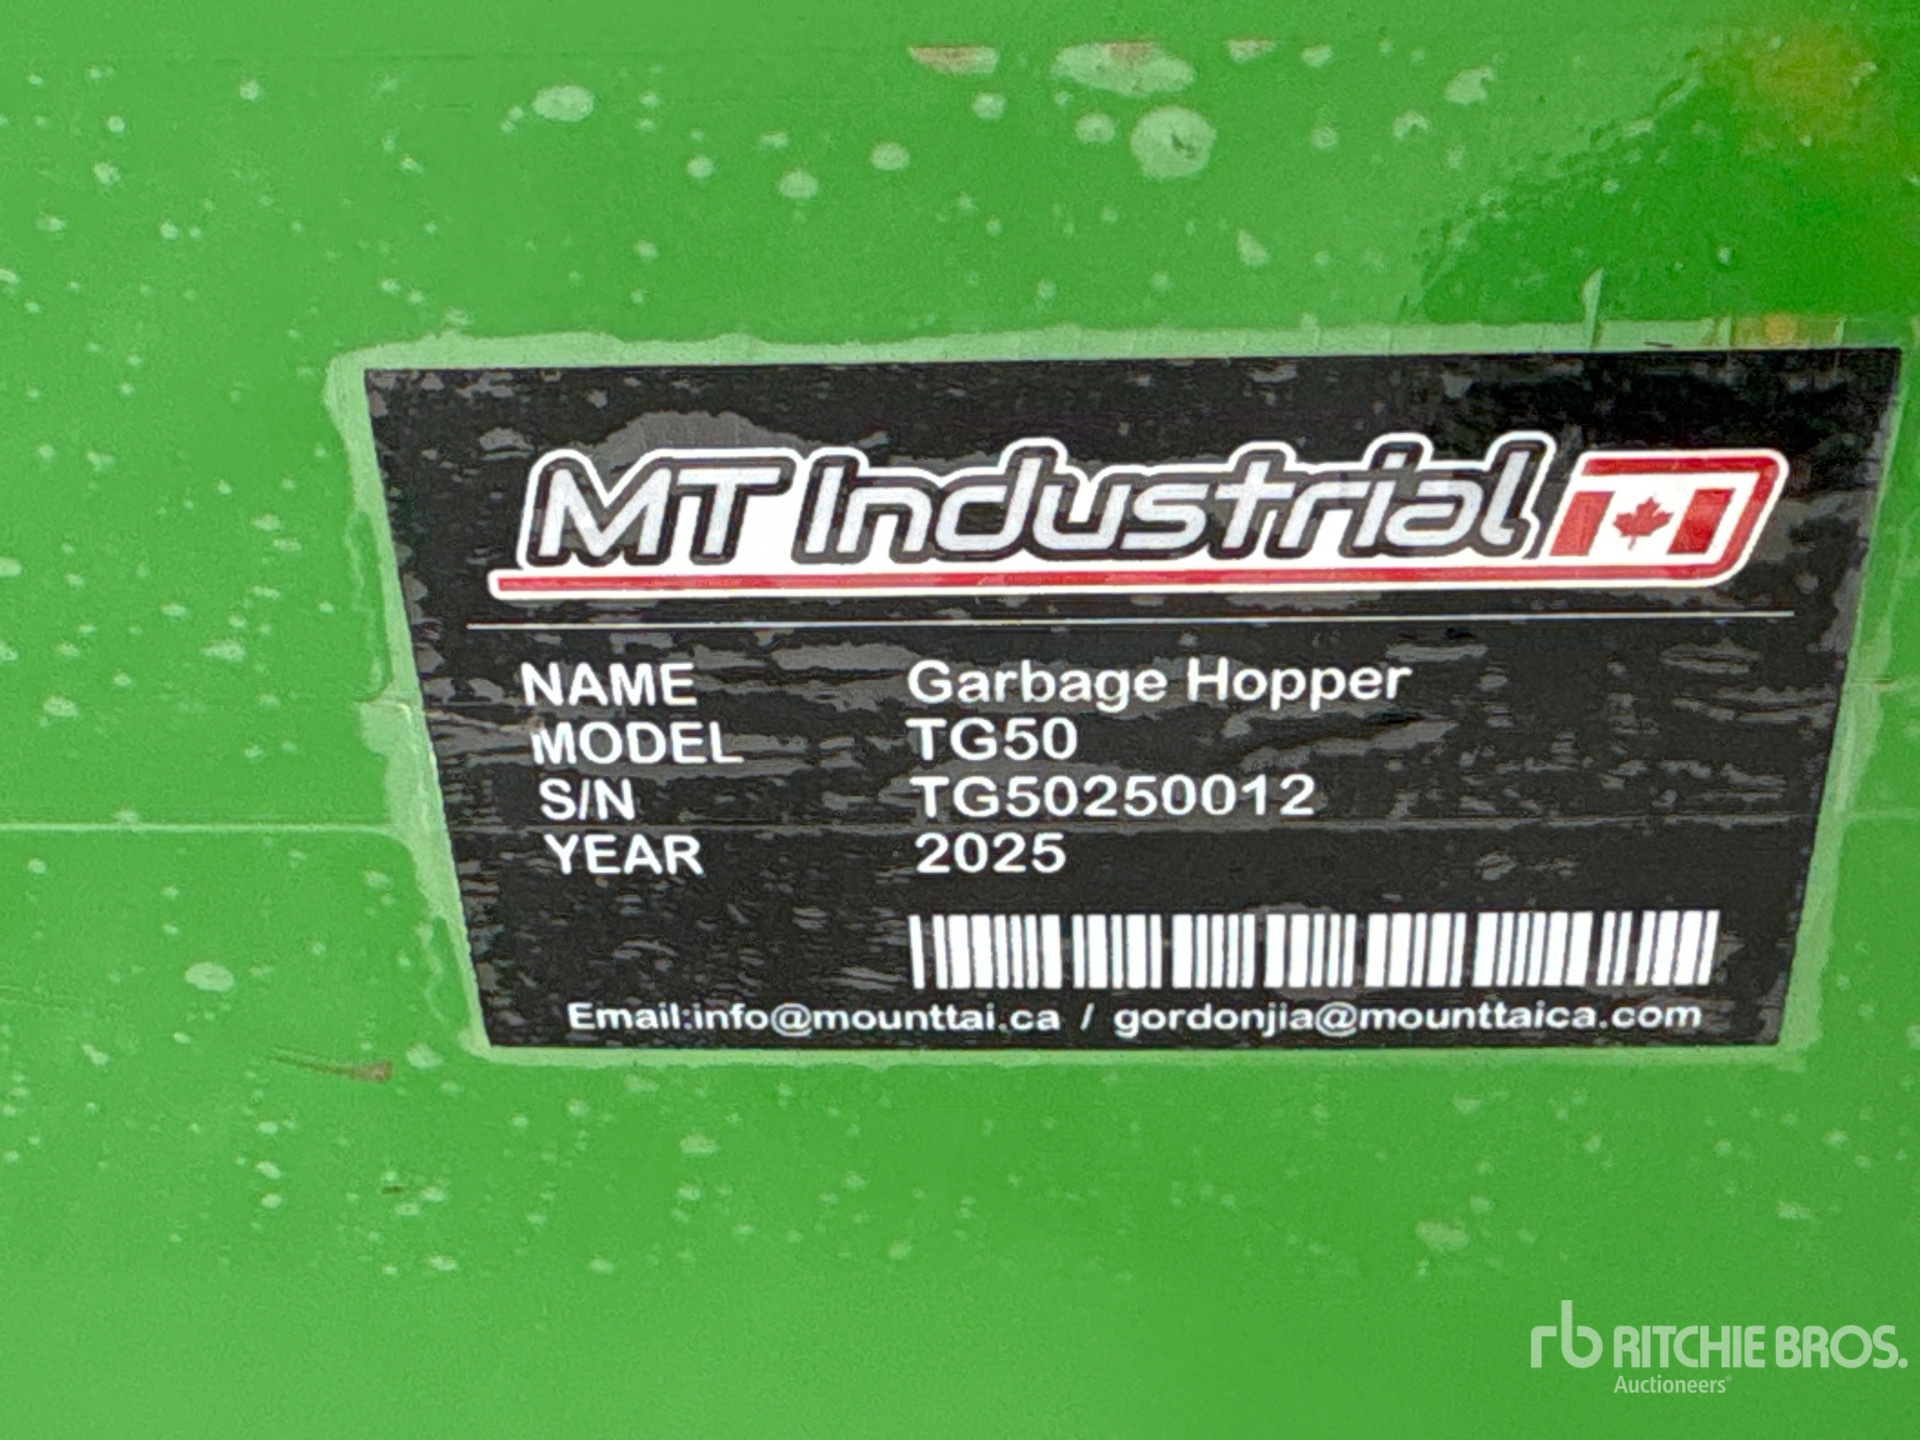 MT Industrial
NAME Garbage Hopper
MODEL TG50
S/N TG50250012
YEAR 2025
Email:info@mounttai.ca / gordonjia@mounttaica.com
rb RITCHIE BROS.
Auctioneers